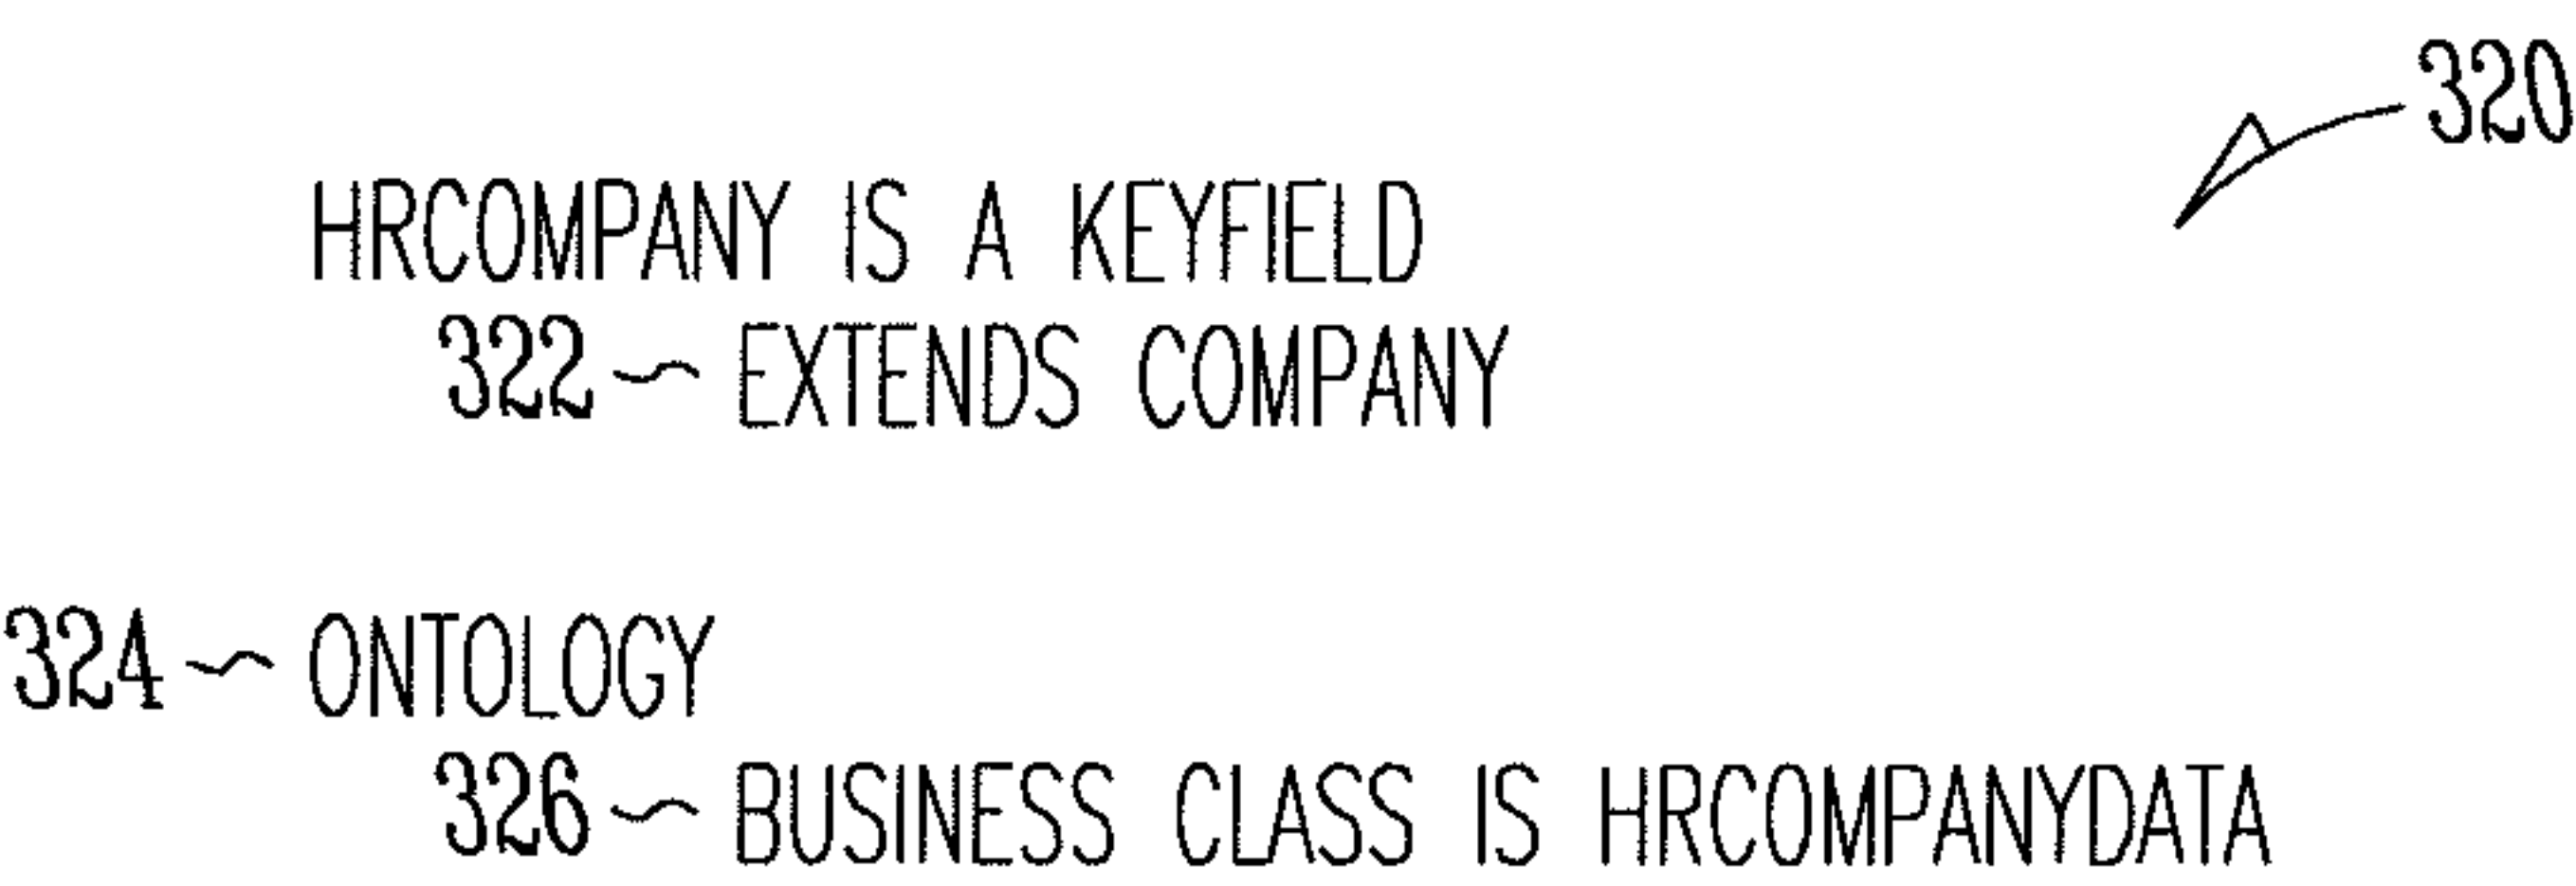 320
HRCOMPANY IS A KEYFIELD
322 EXTENDS COMPANY
324 ONTOLOGY
326 BUSINESS CLASS IS HRCOMPANYDATA